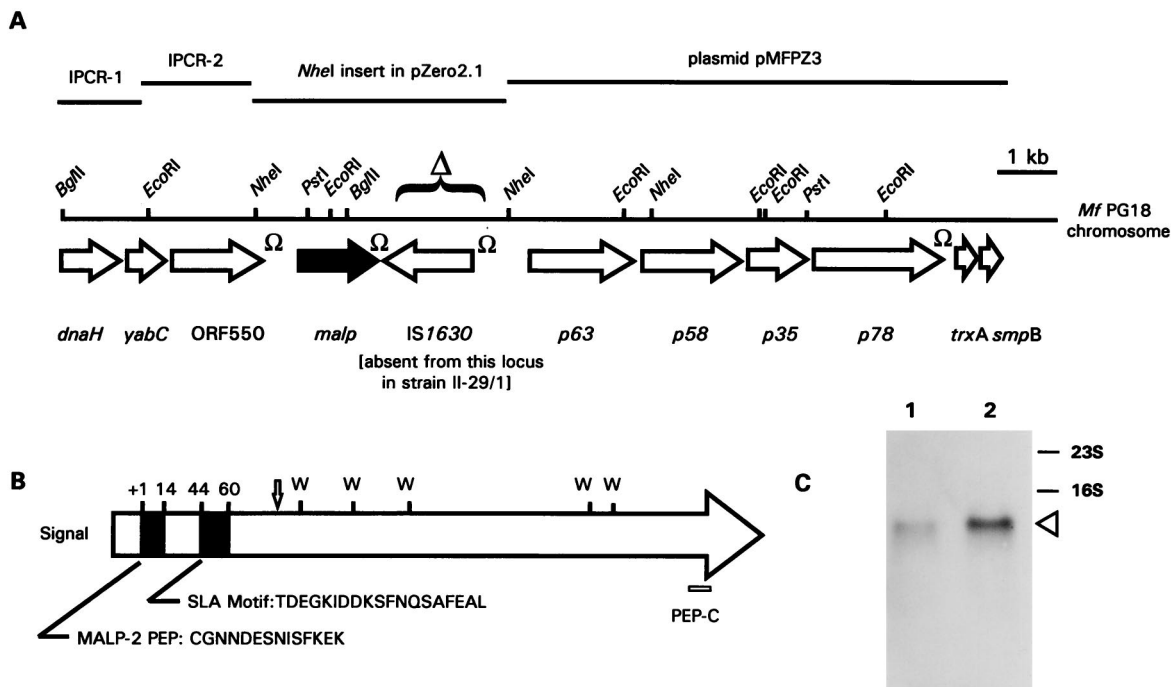 A
IPCR-1
IPCR-2
NheI insert in pZero2.1
plasmid pMFPZ3
1 kb
BglII
EcoRI
NheI
PstI
EcoRI
BglII
Δ
NheI
EcoRI
NheI
EcoRI
EcoRI
PstI
EcoRI
Mf PG18
chromosome
Ω
Ω
Ω
Ω
dnaH yabC ORF550 malp IS1630 p63 p58 p35 p78 trxA smpB
[absent from this locus
in strain II-29/1]
B
+1 14 44 60 W W W W W
Signal
SLA Motif:TDEGKIDDKSFNQSAFEAL
MALP-2 PEP: CGNNDESNISFKEK
PEP-C
C
1 2
23S
16S